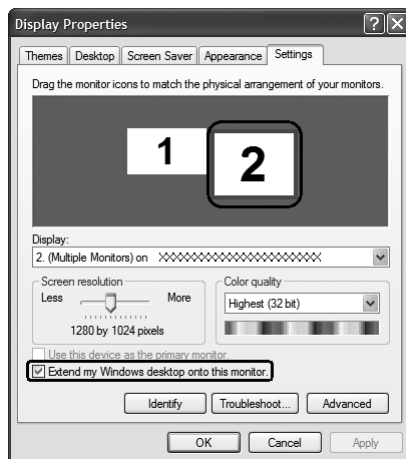 Display Properties
Themes Desktop Screen Saver Appearance Settings
Drag the monitor icons to match the physical arrangement of your monitors.
1 2
Display:
2. (Multiple Monitors) on XXXXXXXXXXXXXXXXXXXXXXX
Screen resolution Color quality
Less More Highest (32 bit)
1280 by 1024 pixels
Use this device as the primary monitor.
Extend my Windows desktop onto this monitor.
Identify Troubleshoot... Advanced
OK Cancel Apply